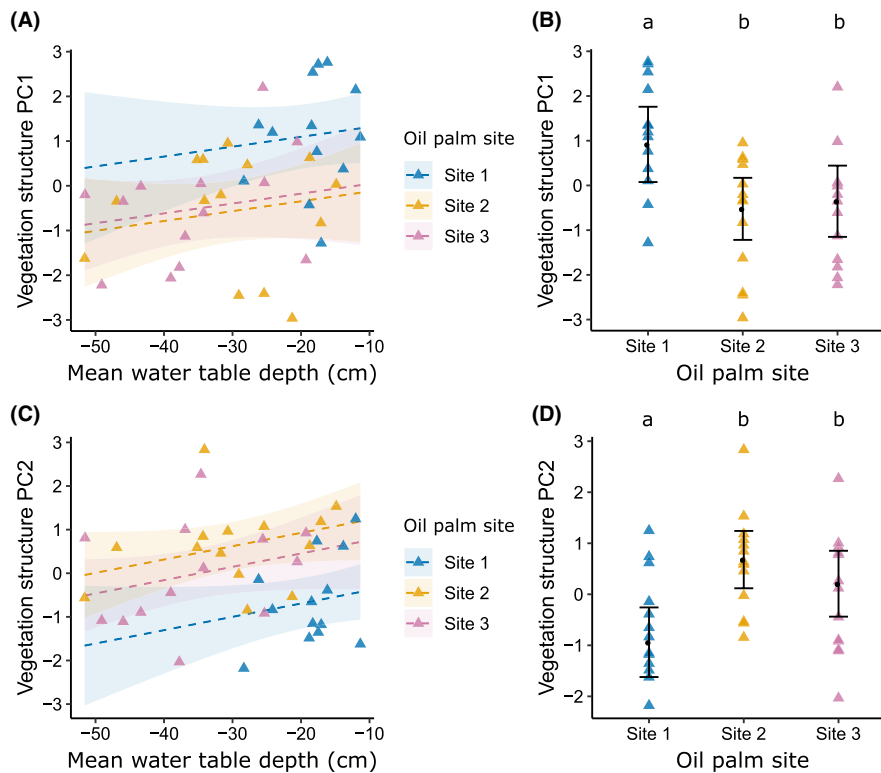 (A)
Vegetation structure PC1
3
2
1
0
−1
−2
−3
−50 −40 −30 −20 −10
Mean water table depth (cm)
Oil palm site
Site 1
Site 2
Site 3
(B)
a b b
Vegetation structure PC1
3
2
1
0
−1
−2
−3
Site 1 Site 2 Site 3
Oil palm site
(C)
Vegetation structure PC2
3
2
1
0
−1
−2
−3
−50 −40 −30 −20 −10
Mean water table depth (cm)
Oil palm site
Site 1
Site 2
Site 3
(D)
a b b
Vegetation structure PC2
3
2
1
0
−1
−2
Site 1 Site 2 Site 3
Oil palm site